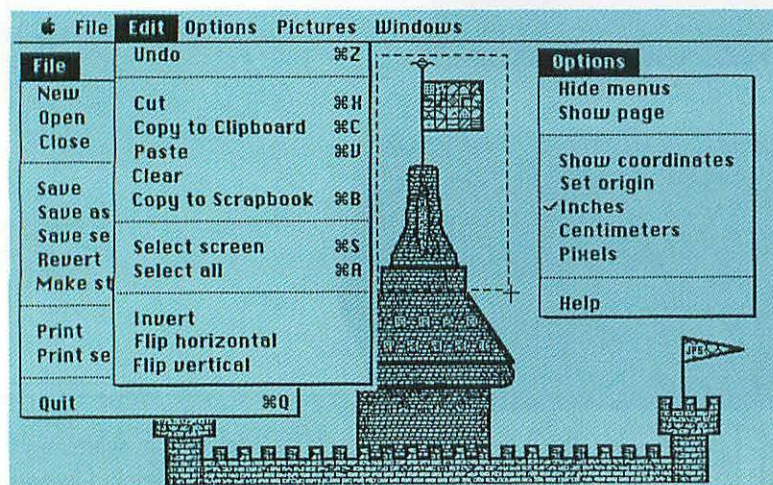 File Edit Options Pictures Windows
File
New
Open
Close
Save
Save as
Save se
Revert
Make st
Print
Print se
Quit ⌘Q
Undo ⌘Z
Cut ⌘X
Copy to Clipboard ⌘C
Paste ⌘V
Clear
Copy to Scrapbook ⌘B
Select screen ⌘S
Select all ⌘A
Invert
Flip horizontal
Flip vertical
Options
Hide menus
Show page
Show coordinates
Set origin
✓Inches
Centimeters
Pixels
Help
JPS